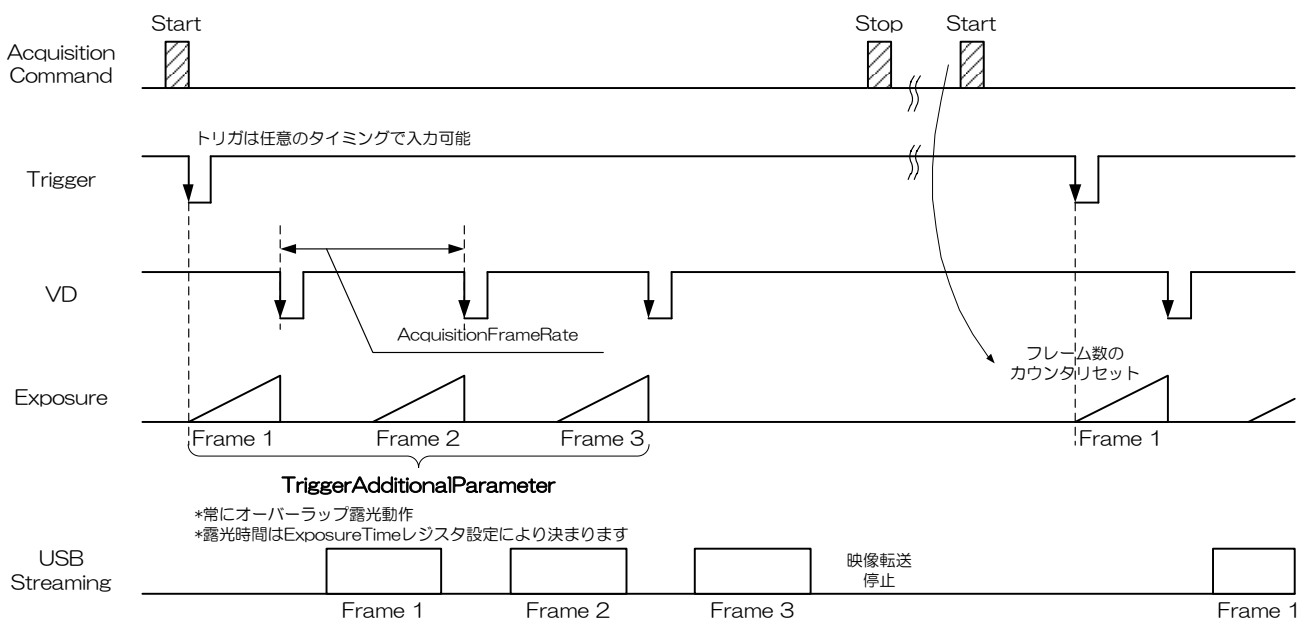 Start
Stop
Start
Acquisition
Command
トリガは任意のタイミングで入力可能
Trigger
VD
AcquisitionFrameRate
フレーム数の
カウンタリセット
Exposure
Frame 1
Frame 2
Frame 3
Frame 1
TriggerAdditionalParameter
*常にオーバーラップ露光動作
*露光時間はExposureTimeレジスタ設定により決まります
USB
Streaming
映像転送
停止
Frame 1
Frame 2
Frame 3
Frame 1